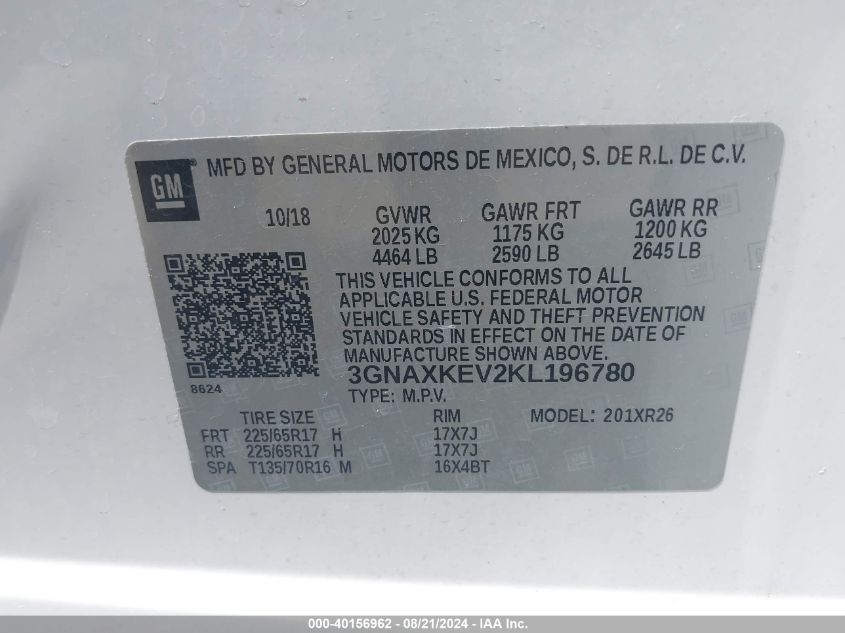 GM
MFD BY GENERAL MOTORS DE MEXICO, S. DE R.L. DE C.V.
10/18 GVWR GAWR FRT GAWR RR
2025 KG 1175 KG 1200 KG
4464 LB 2590 LB 2645 LB
THIS VEHICLE CONFORMS TO ALL
APPLICABLE U.S. FEDERAL MOTOR
VEHICLE SAFETY AND THEFT PREVENTION
STANDARDS IN EFFECT ON THE DATE OF
MANUFACTURE SHOWN ABOVE.
3GNAXKEV2KL196780
8624
TYPE: M.P.V.
TIRE SIZE RIM MODEL: 201XR26
FRT 225/65R17 H 17X7J
RR 225/65R17 H 17X7J
SPA T135/70R16 M 16X4BT
000-40156962 - 08/21/2024 - IAA Inc.